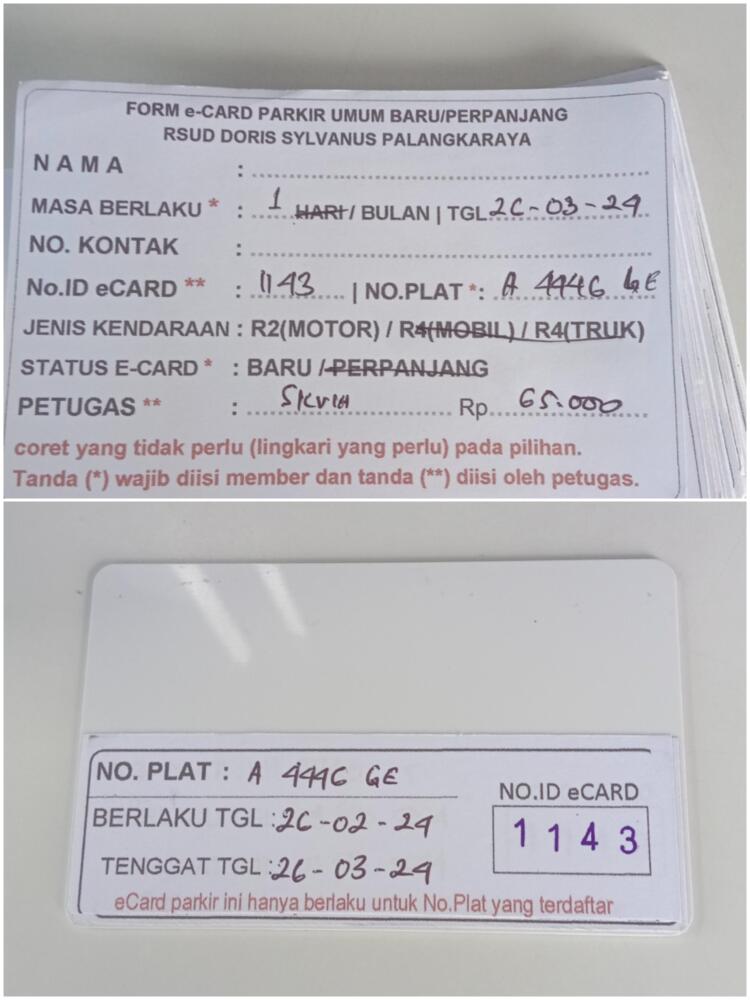 FORM e-CARD PARKIR UMUM BARU/PERPANJANG
RSUD DORIS SYLVANUS PALANGKARAYA
NAMA :
MASA BERLAKU * : 1 HARI / BULAN | TGL. 26-03-24
NO. KONTAK :
No.ID eCARD ** : 1143 | NO.PLAT *: A 4446 GE
JENIS KENDARAAN : R2(MOTOR) / R4(MOBIL) / R4(TRUK)
STATUS E-CARD * : BARU / PERPANJANG
PETUGAS ** : Rp. 65.000
coret yang tidak perlu (lingkari yang perlu) pada pilihan.
Tanda (*) wajib diisi member dan tanda (**) diisi oleh petugas.
NO. PLAT : A 4446 GE
BERLAKU TGL : 26-02-24
TENGGAT TGL : 26-03-24
NO.ID eCARD
1143
eCard parkir ini hanya berlaku untuk No.Plat yang terdaftar